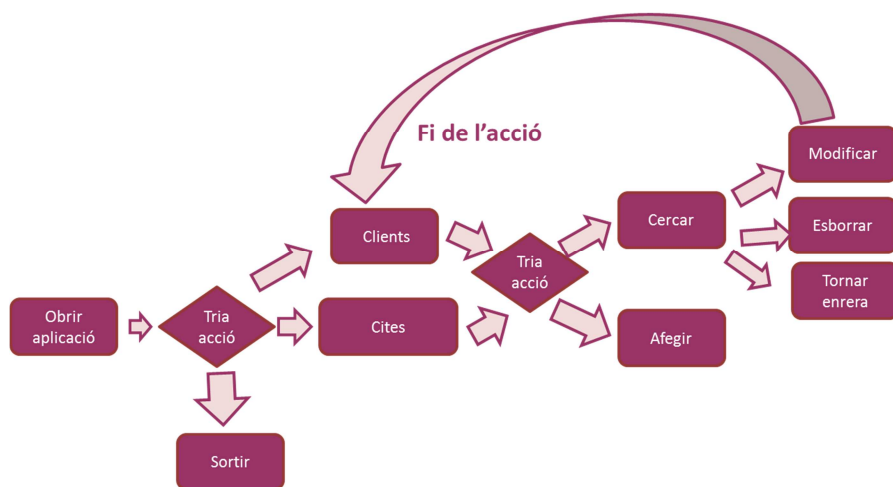 Fi de l'acció
Modificar
Clients
Cercar
Esborrar
Tria
acció
Tornar
enrera
Obrir
aplicació
Tria
acció
Cites
Afegir
Sortir